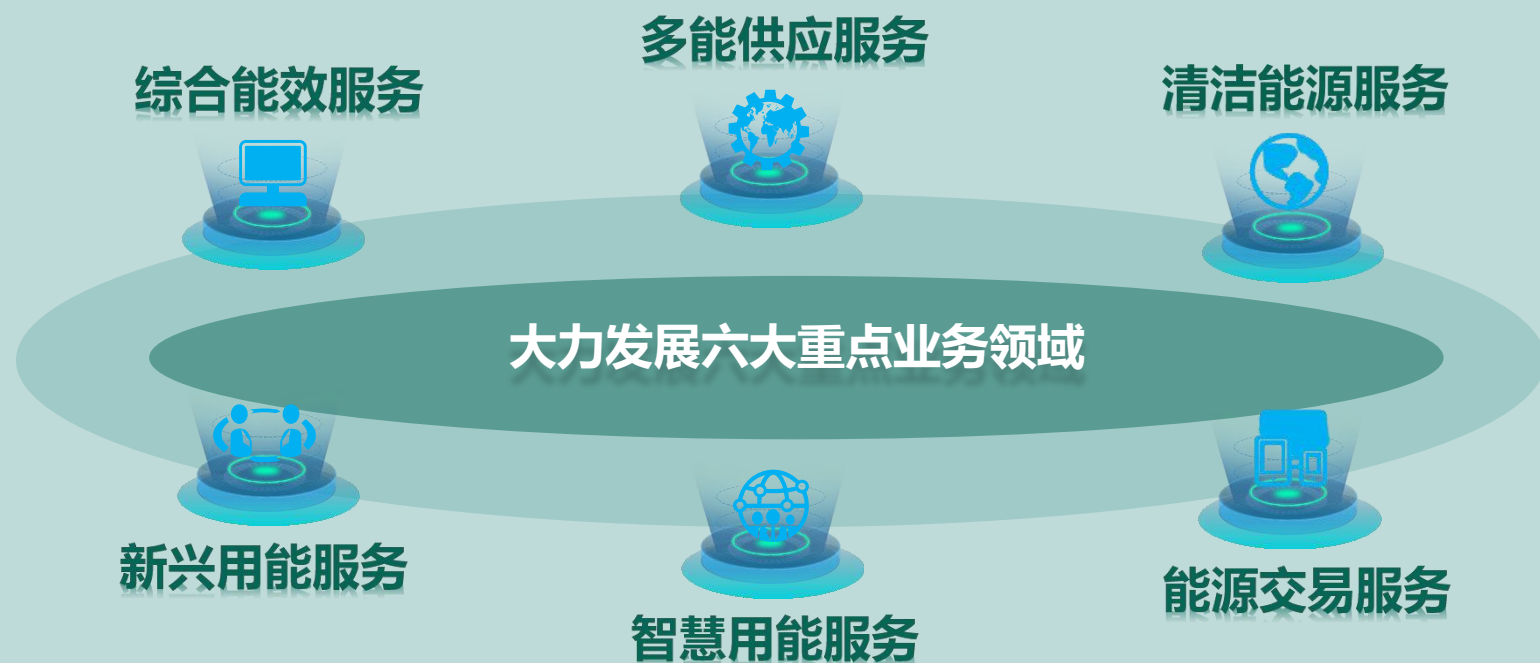 多能供应服务
综合能效服务
清洁能源服务
大力发展六大重点业务领域
新兴用能服务
智慧用能服务
能源交易服务